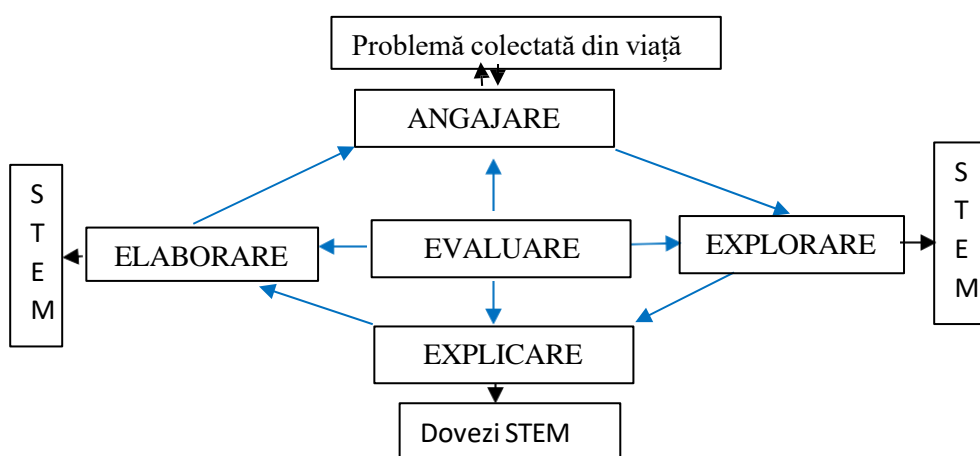 Problemă colectată din viață
ANGAJARE
S
T
E
M
ELABORARE
EVALUARE
EXPLORARE
S
T
E
M
EXPLICARE
Dovezi STEM